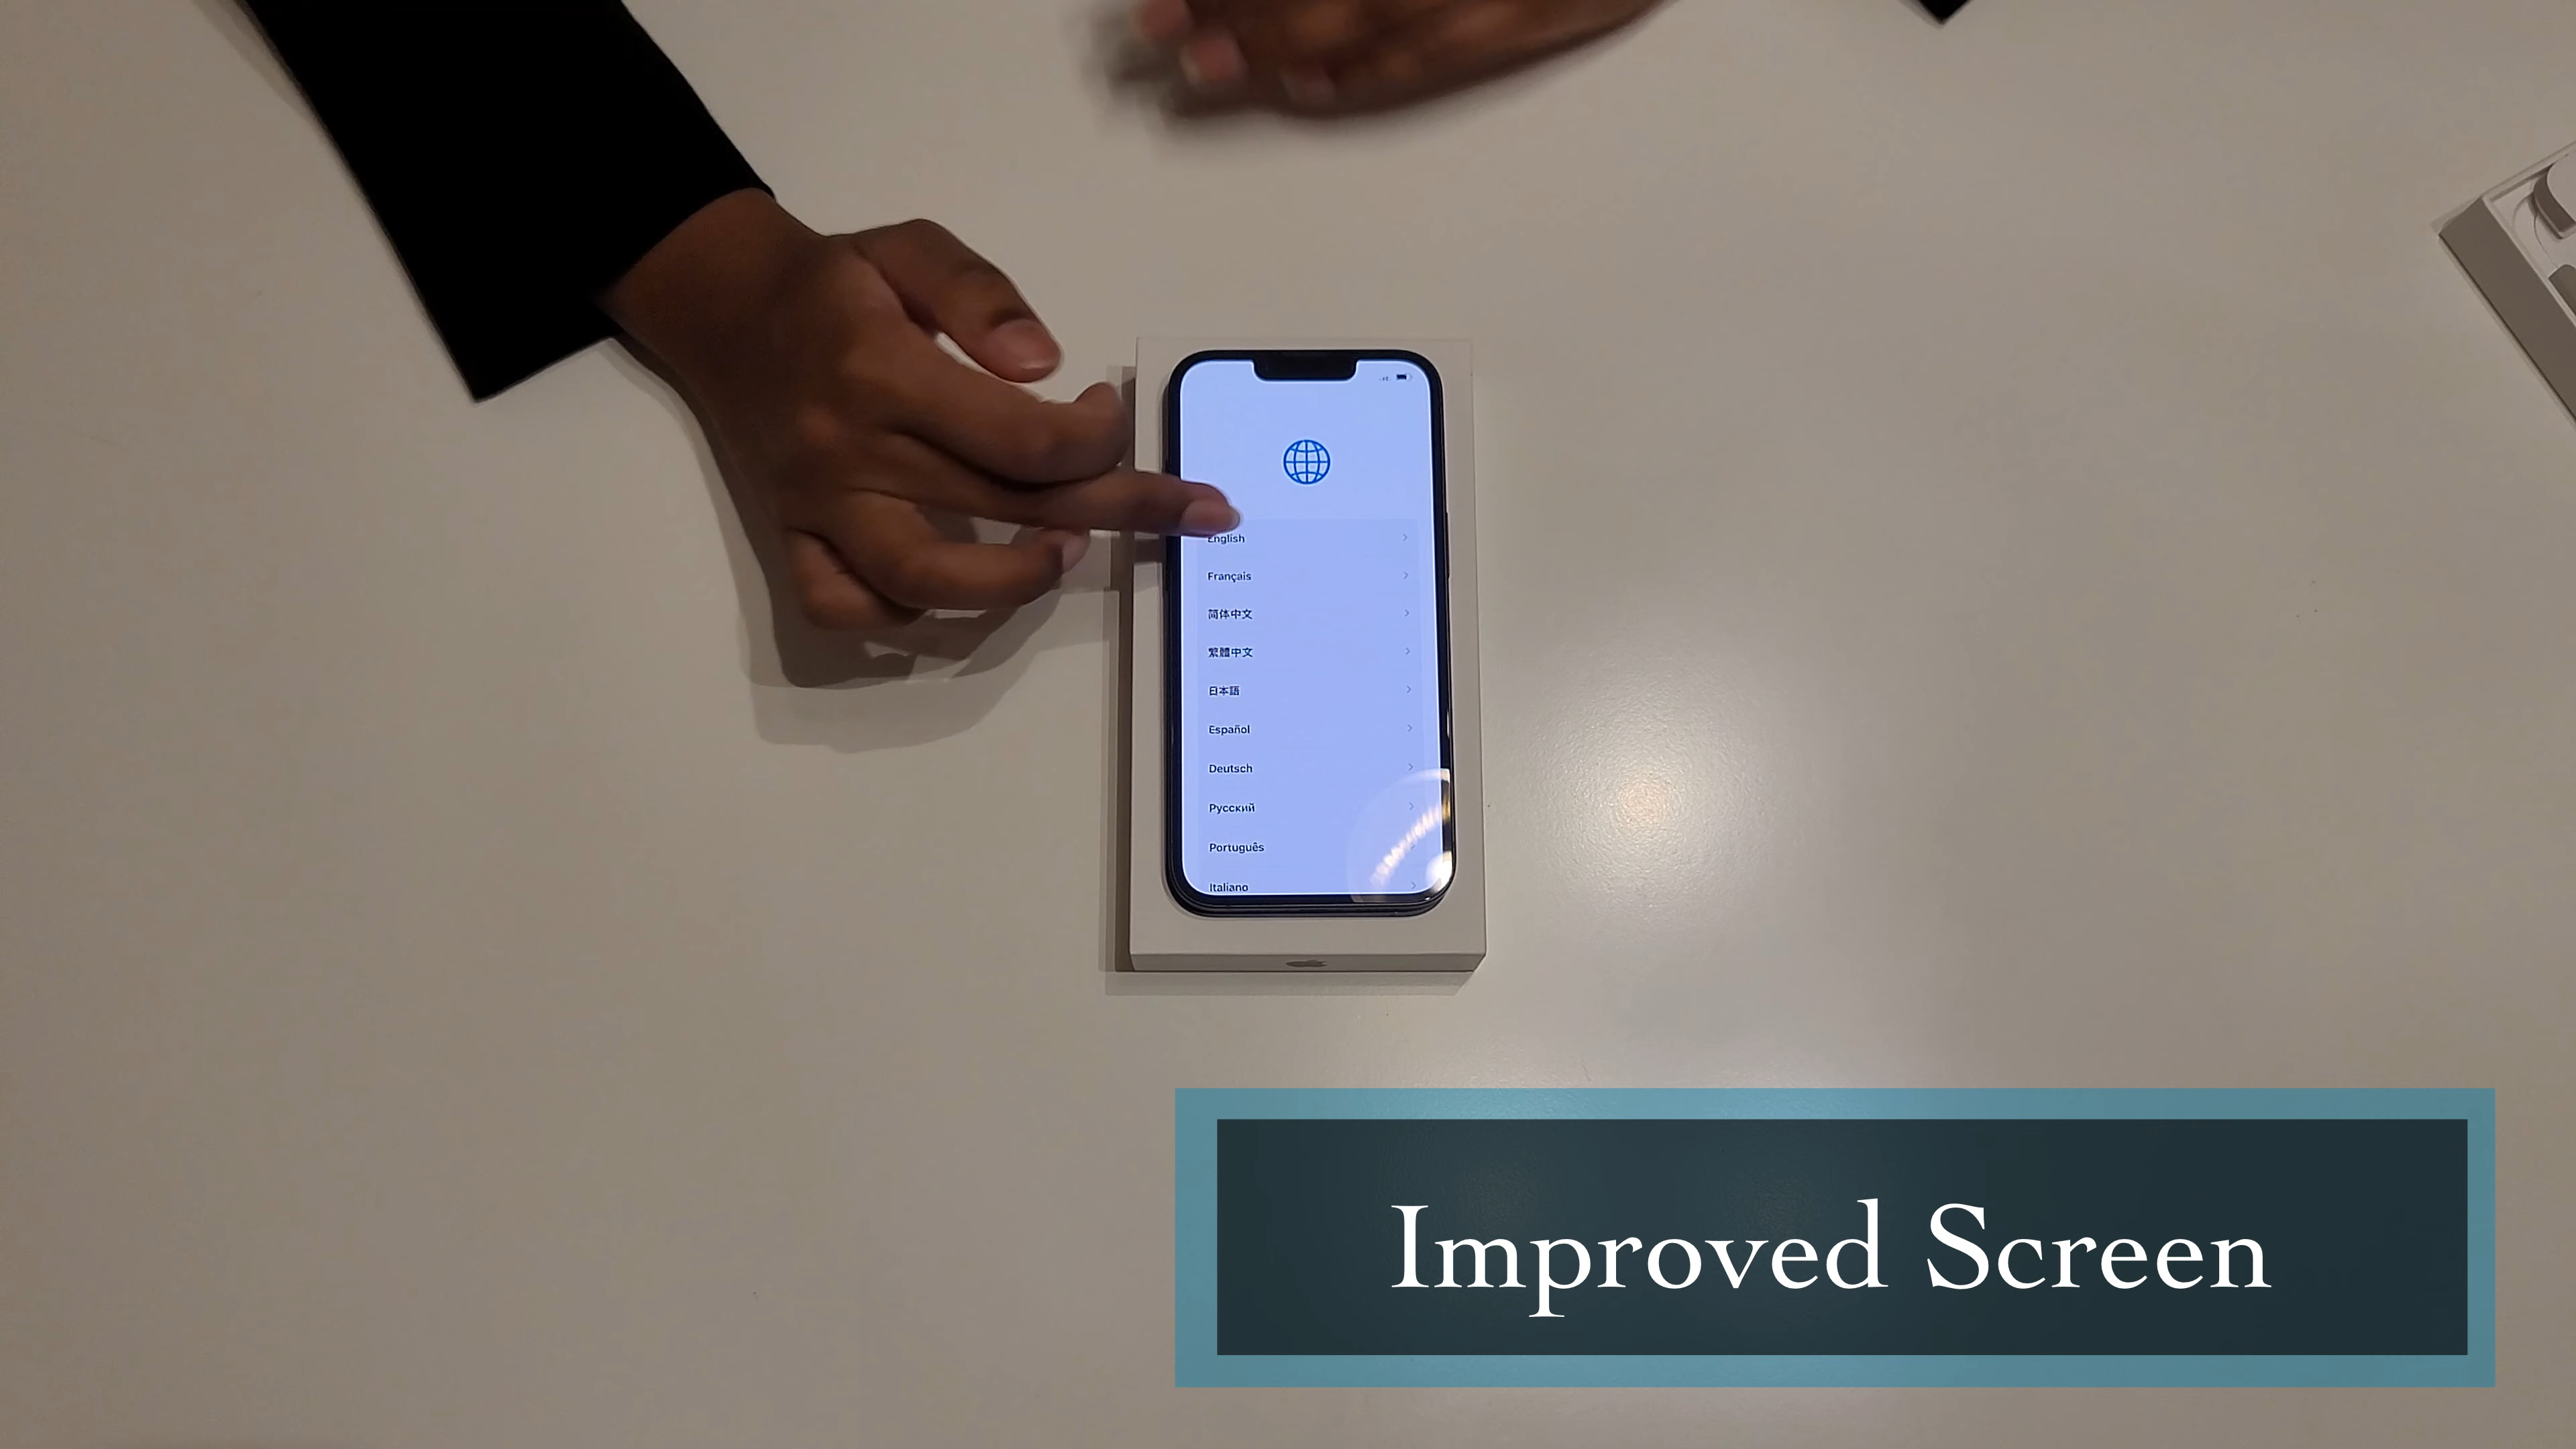 English
Français
简体中文
繁體中文
日本語
Español
Deutsch
Русский
Português
Italiano
Improved Screen